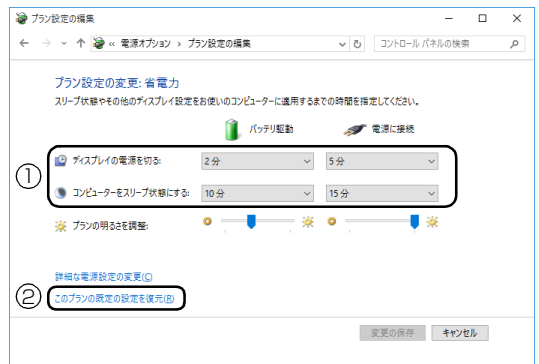 プラン設定の編集
« 電源オプション › プラン設定の編集 コントロール パネルの検索
プラン設定の変更: 省電力
スリープ状態やその他のディスプレイ設定をお使いのコンピューターに適用するまでの時間を指定してください。
バッテリ駆動 電源に接続
① ディスプレイの電源を切る: 2 分 5 分
コンピューターをスリープ状態にする: 10 分 15 分
プランの明るさを調整:
詳細な電源設定の変更(C)
② このプランの既定の設定を復元(R)
変更の保存 キャンセル